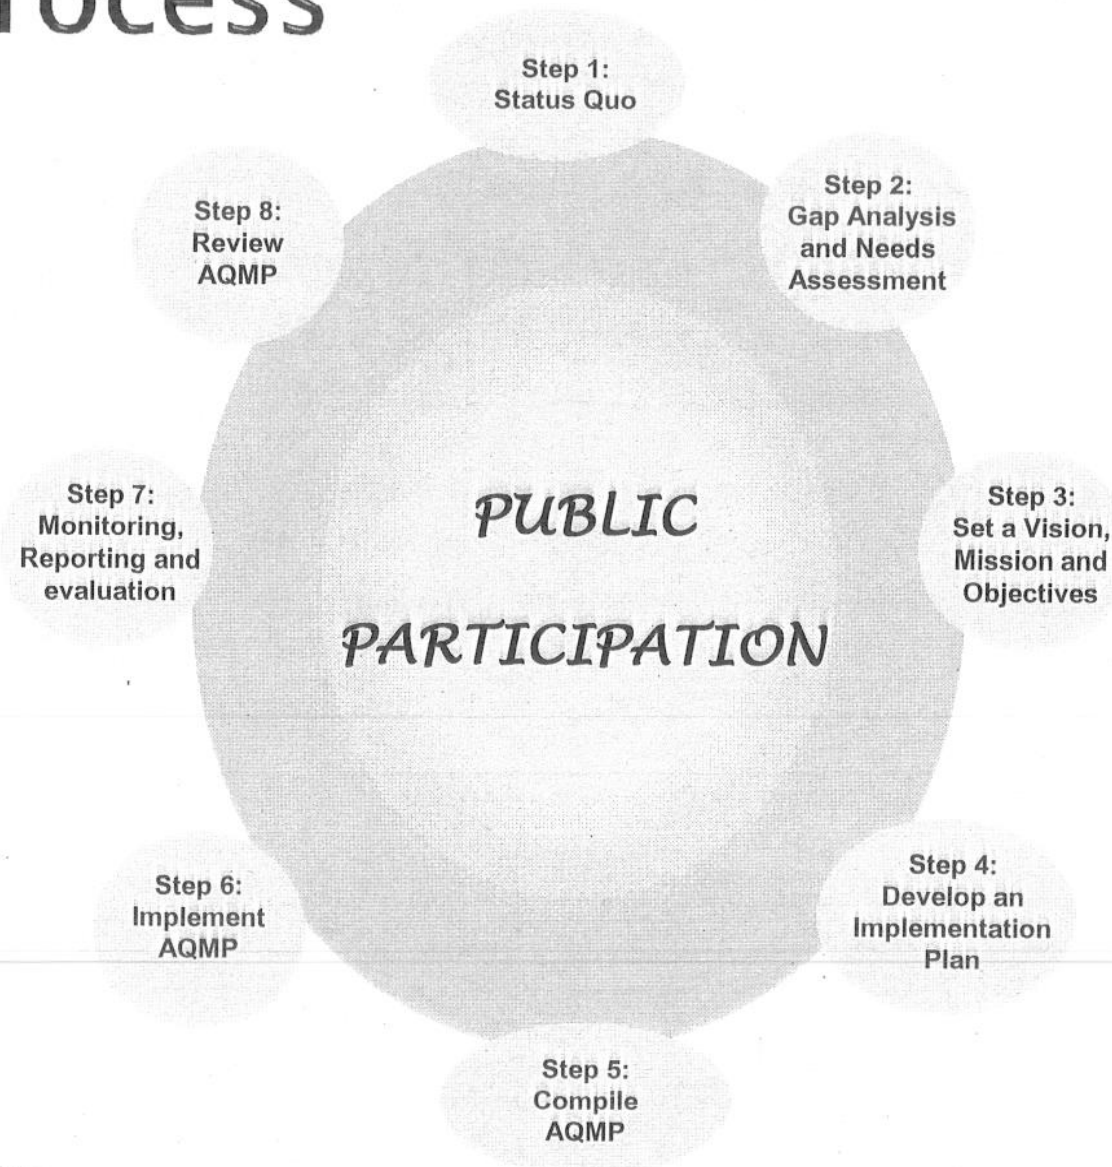 Step 1:
Status Quo
Step 2:
Gap Analysis
and Needs
Assessment
Step 3:
Set a Vision,
Mission and
Objectives
Step 4:
Develop an
Implementation
Plan
Step 5:
Compile
AQMP
Step 6:
Implement
AQMP
Step 7:
Monitoring,
Reporting and
evaluation
Step 8:
Review
AQMP
PUBLIC
PARTICIPATION